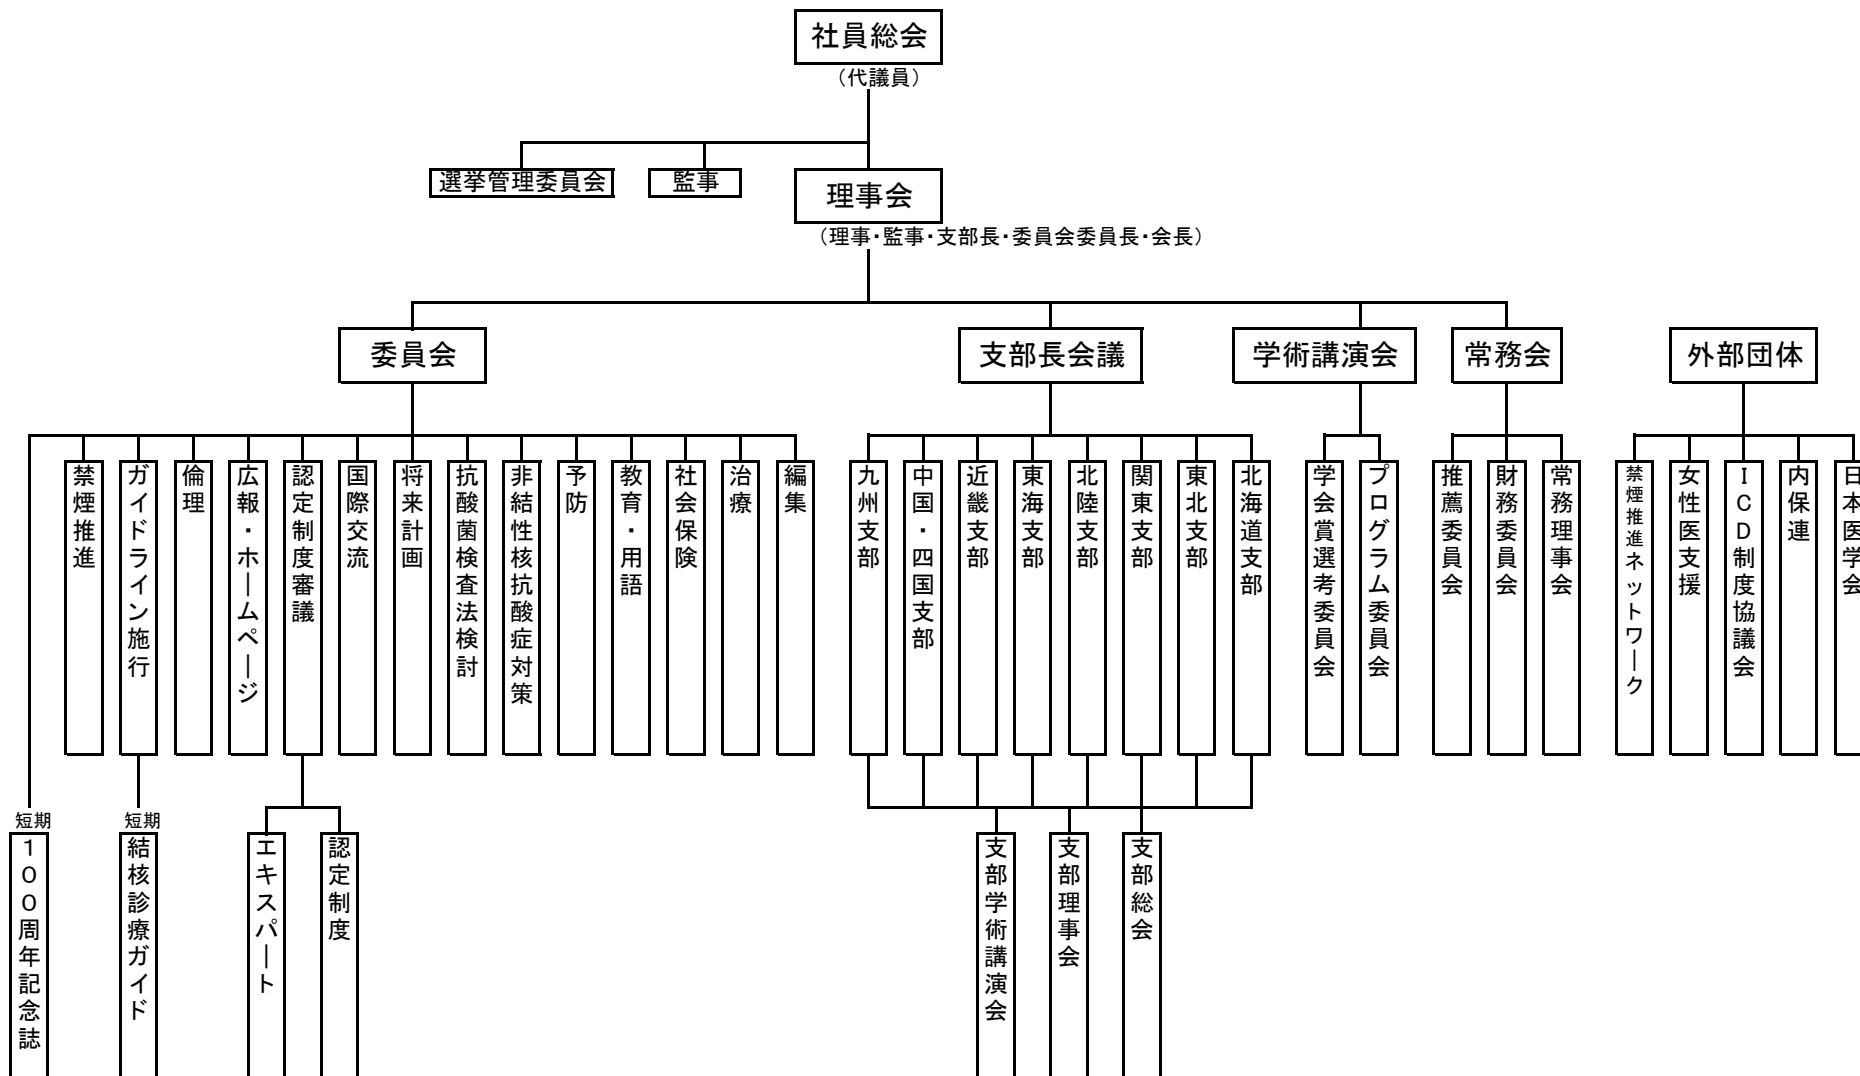 社員総会
（代議員）
選挙管理委員会
監事
理事会
（理事・監事・支部長・委員会委員長・会長）
委員会
支部長会議
学術講演会
常務会
外部団体
禁煙推進
ガイドライン施行
倫理
広報・ホームページ
認定制度審議
国際交流
将来計画
抗酸菌検査法検討
非結性核抗酸症対策
予防
教育・用語
社会保険
治療
編集
九州支部
中国・四国支部
近畿支部
東海支部
北陸支部
関東支部
東北支部
北海道支部
学会賞選考委員会
プログラム委員会
推薦委員会
財務委員会
常務理事会
禁煙推進ネットワーク
女性医支援
ＩＣＤ制度協議会
内保連
日本医学会
短期
１００周年記念誌
短期
結核診療ガイド
エキスパート
認定制度
支部学術講演会
支部理事会
支部総会